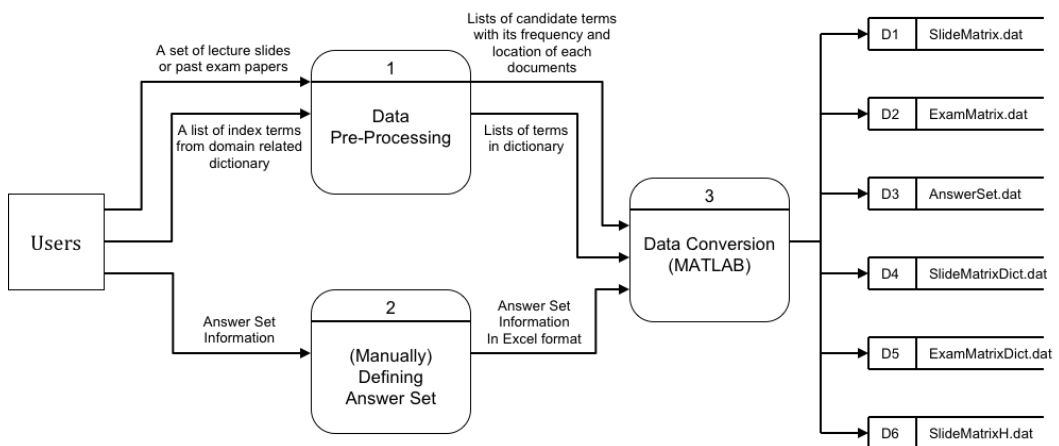 Users
A set of lecture slides
or past exam papers
A list of index terms
from domain related
dictionary
Answer Set
Information
1
Data
Pre-Processing
2
(Manually)
Defining
Answer Set
Lists of candidate terms
with its frequency and
location of each
documents
Lists of terms
in dictionary
Answer Set
Information
In Excel format
3
Data Conversion
(MATLAB)
D1 SlideMatrix.dat
D2 ExamMatrix.dat
D3 AnswerSet.dat
D4 SlideMatrixDict.dat
D5 ExamMatrixDict.dat
D6 SlideMatrixH.dat